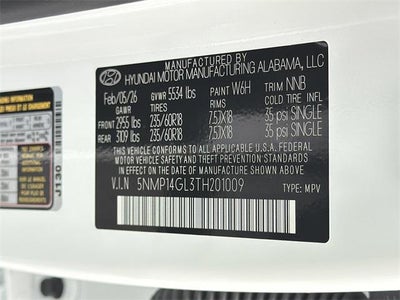 MANUFACTURED BY
HYUNDAI MOTOR MANUFACTURING ALABAMA, LLC
Feb/05/26 GVWR 5534 lbs PAINT W6H TRIM NNB
GAWR TIRES RIMS COLD TIRE INFL.
FRONT 2955 lbs 235/60R18 7.5JX18 35 psi SINGLE
REAR 3109 lbs 235/60R18 7.5JX18 35 psi SINGLE
THIS VEHICLE CONFORMS TO ALL APPLICABLE U.S.A. FEDERAL
MOTOR VEHICLE SAFETY AND THEFT PREVENTION STANDARDS
IN EFFECT ON THE DATE OF MANUFACTURE SHOWN ABOVE.
V.I.N 5NMP14GL3TH201009 TYPE: MPV
J130